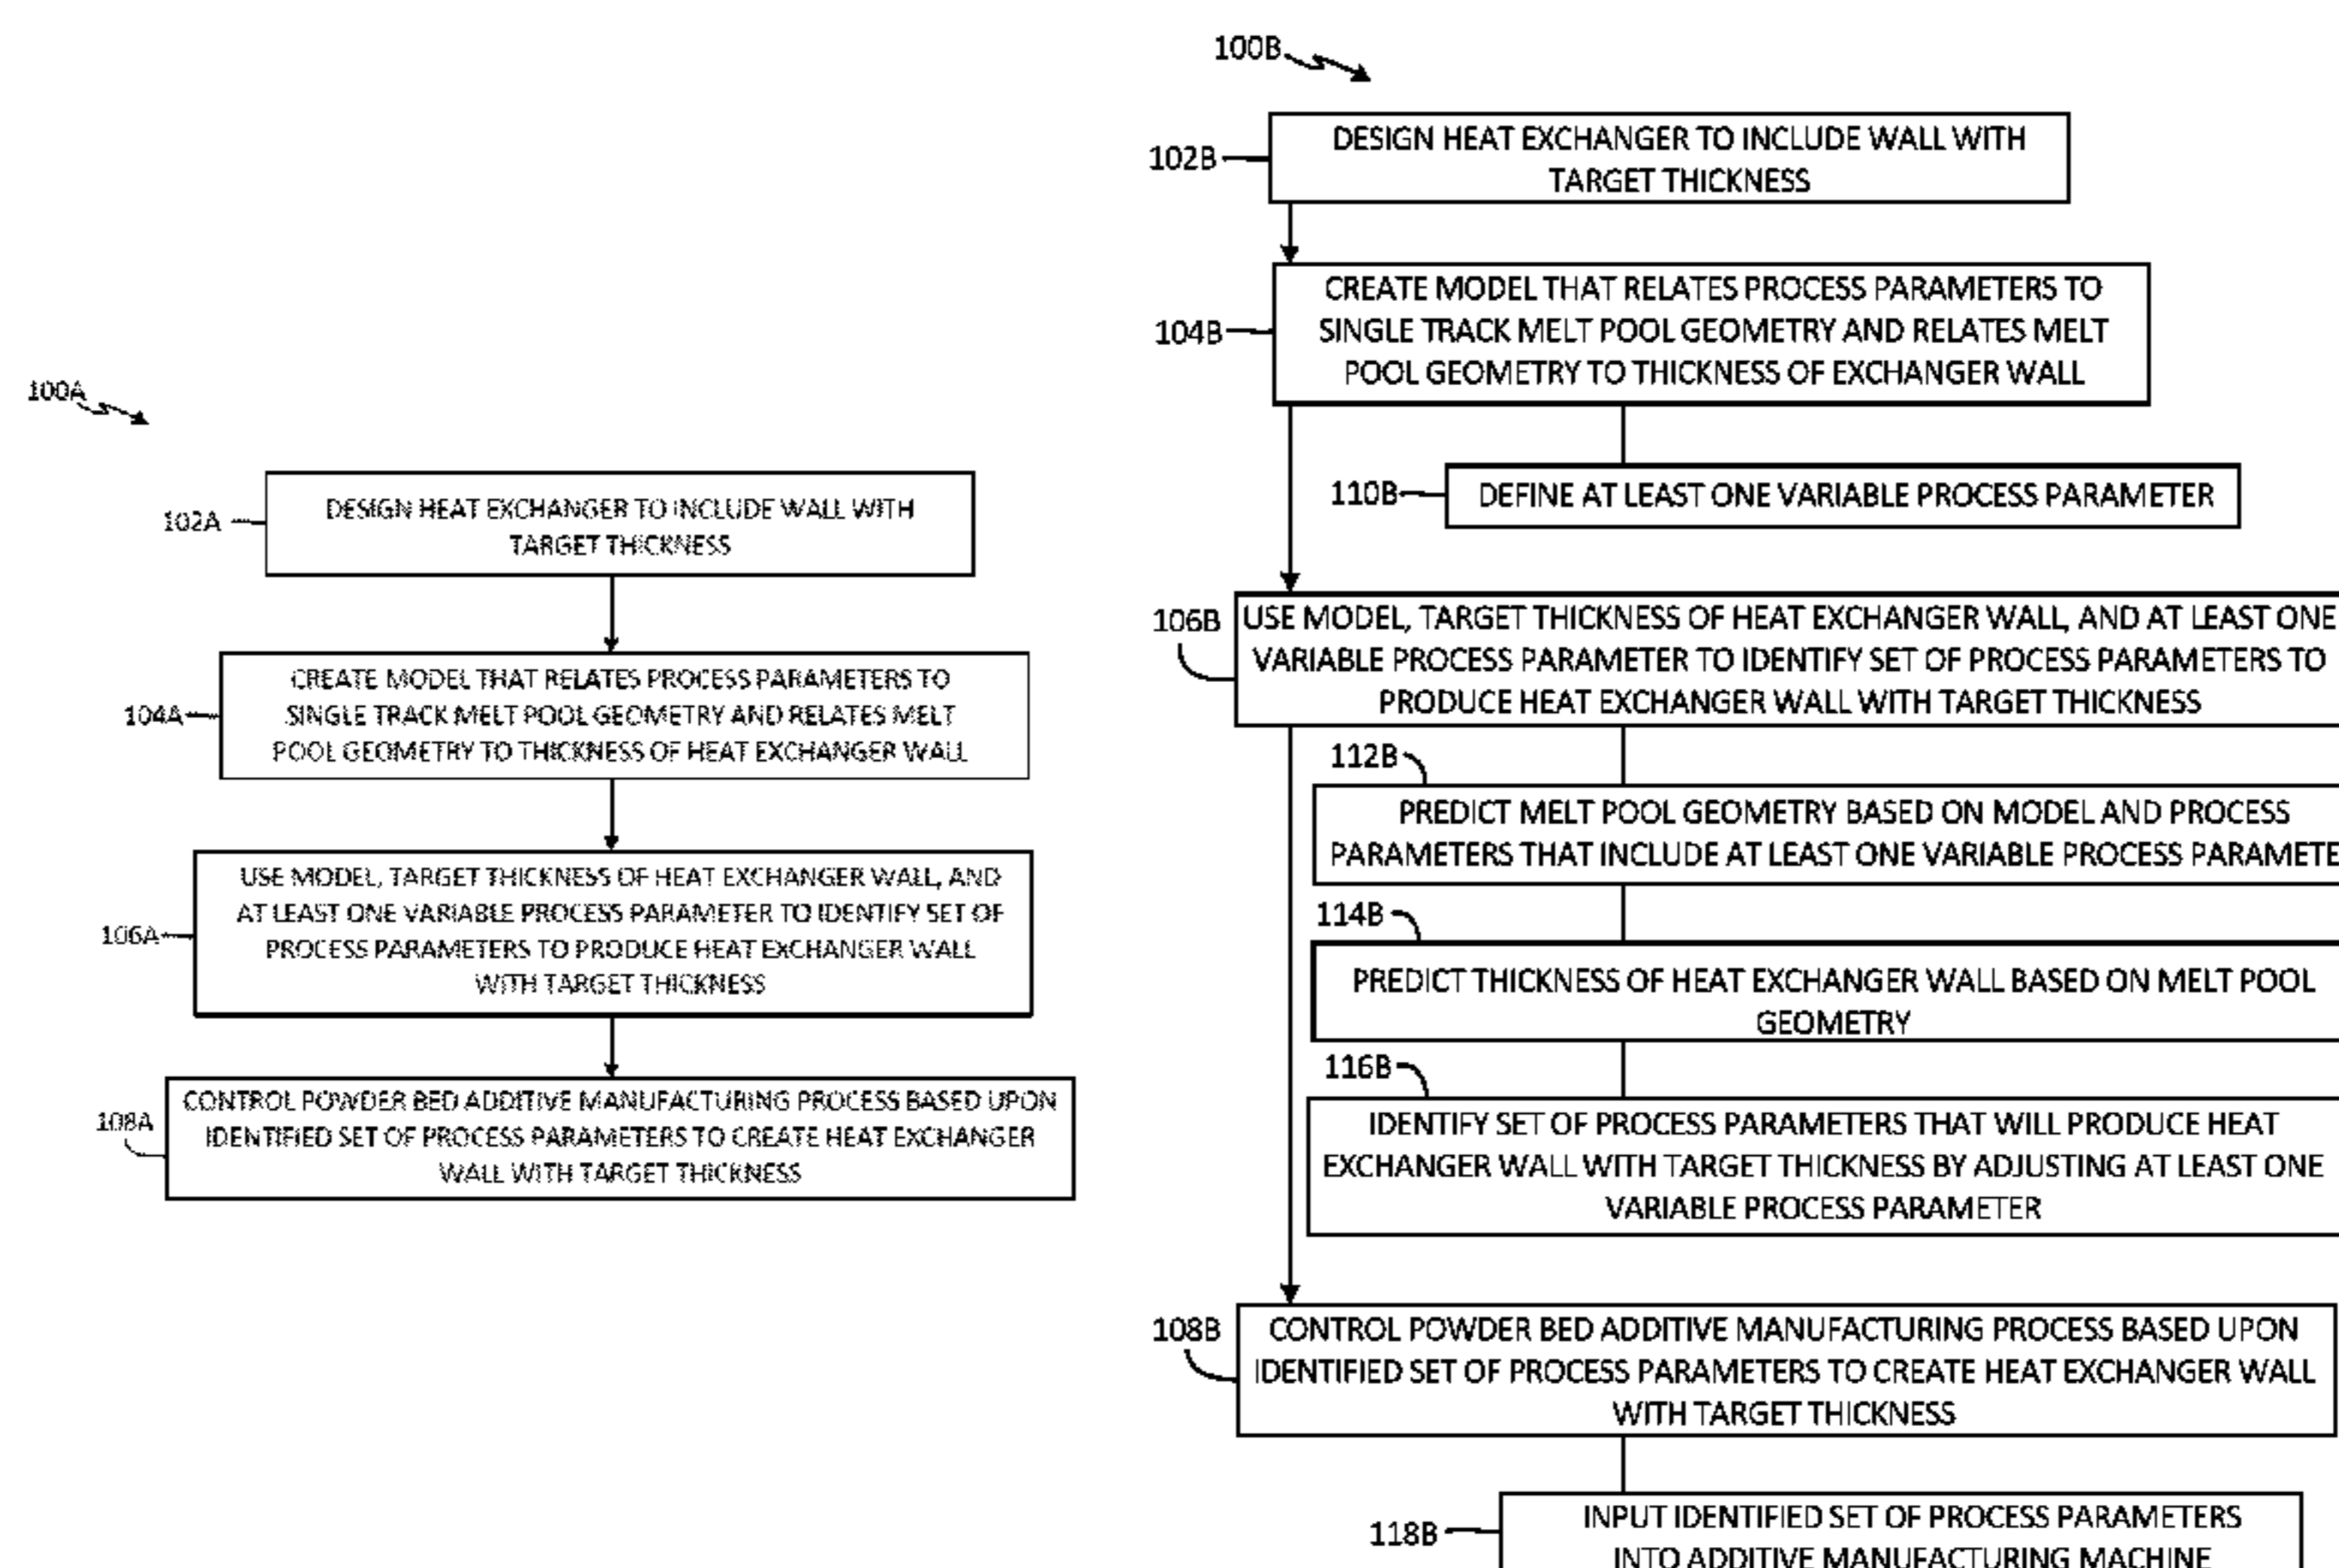 100A
102A
DESIGN HEAT EXCHANGER TO INCLUDE WALL WITH
TARGET THICKNESS
104A
CREATE MODEL THAT RELATES PROCESS PARAMETERS TO
SINGLE TRACK MELT POOL GEOMETRY AND RELATES MELT
POOL GEOMETRY TO THICKNESS OF HEAT EXCHANGER WALL
106A
USE MODEL, TARGET THICKNESS OF HEAT EXCHANGER WALL, AND
AT LEAST ONE VARIABLE PROCESS PARAMETER TO IDENTIFY SET OF
PROCESS PARAMETERS TO PRODUCE HEAT EXCHANGER WALL
WITH TARGET THICKNESS
108A
CONTROL POWDER BED ADDITIVE MANUFACTURING PROCESS BASED UPON
IDENTIFIED SET OF PROCESS PARAMETERS TO CREATE HEAT EXCHANGER
WALL WITH TARGET THICKNESS
100B
102B
DESIGN HEAT EXCHANGER TO INCLUDE WALL WITH
TARGET THICKNESS
104B
CREATE MODEL THAT RELATES PROCESS PARAMETERS TO
SINGLE TRACK MELT POOL GEOMETRY AND RELATES MELT
POOL GEOMETRY TO THICKNESS OF EXCHANGER WALL
110B
DEFINE AT LEAST ONE VARIABLE PROCESS PARAMETER
106B
USE MODEL, TARGET THICKNESS OF HEAT EXCHANGER WALL, AND AT LEAST ONE
VARIABLE PROCESS PARAMETER TO IDENTIFY SET OF PROCESS PARAMETERS TO
PRODUCE HEAT EXCHANGER WALL WITH TARGET THICKNESS
112B
PREDICT MELT POOL GEOMETRY BASED ON MODEL AND PROCESS
PARAMETERS THAT INCLUDE AT LEAST ONE VARIABLE PROCESS PARAMETE
114B
PREDICT THICKNESS OF HEAT EXCHANGER WALL BASED ON MELT POOL
GEOMETRY
116B
IDENTIFY SET OF PROCESS PARAMETERS THAT WILL PRODUCE HEAT
EXCHANGER WALL WITH TARGET THICKNESS BY ADJUSTING AT LEAST ONE
VARIABLE PROCESS PARAMETER
108B
CONTROL POWDER BED ADDITIVE MANUFACTURING PROCESS BASED UPON
IDENTIFIED SET OF PROCESS PARAMETERS TO CREATE HEAT EXCHANGER WALL
WITH TARGET THICKNESS
118B
INPUT IDENTIFIED SET OF PROCESS PARAMETERS
INTO ADDITIVE MANUFACTURING MACHINE